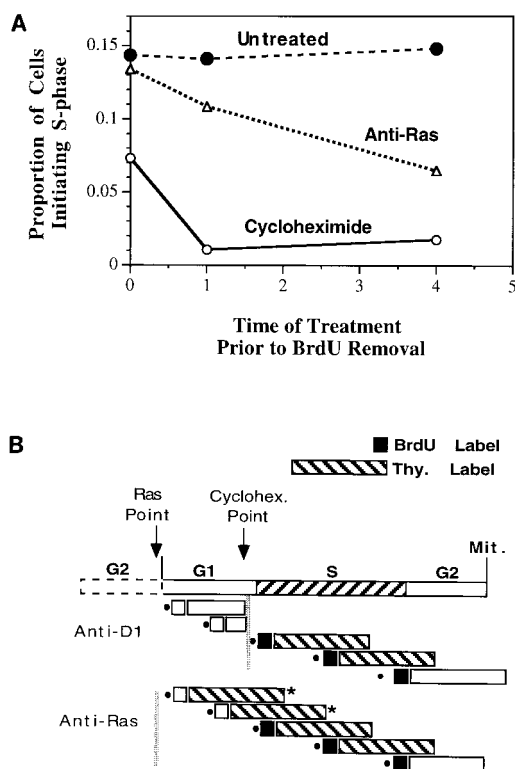 A
Proportion of Cells
Initiating S-phase
0.15
0.1
0.05
0
Untreated
Anti-Ras
Cycloheximide
0 1 2 3 4 5
Time of Treatment
Prior to BrdU Removal
B
BrdU Label
Thy. Label
Ras
Point
Cyclohex.
Point
Mit.
G2 G1 S G2
Anti-D1
Anti-Ras
*
*